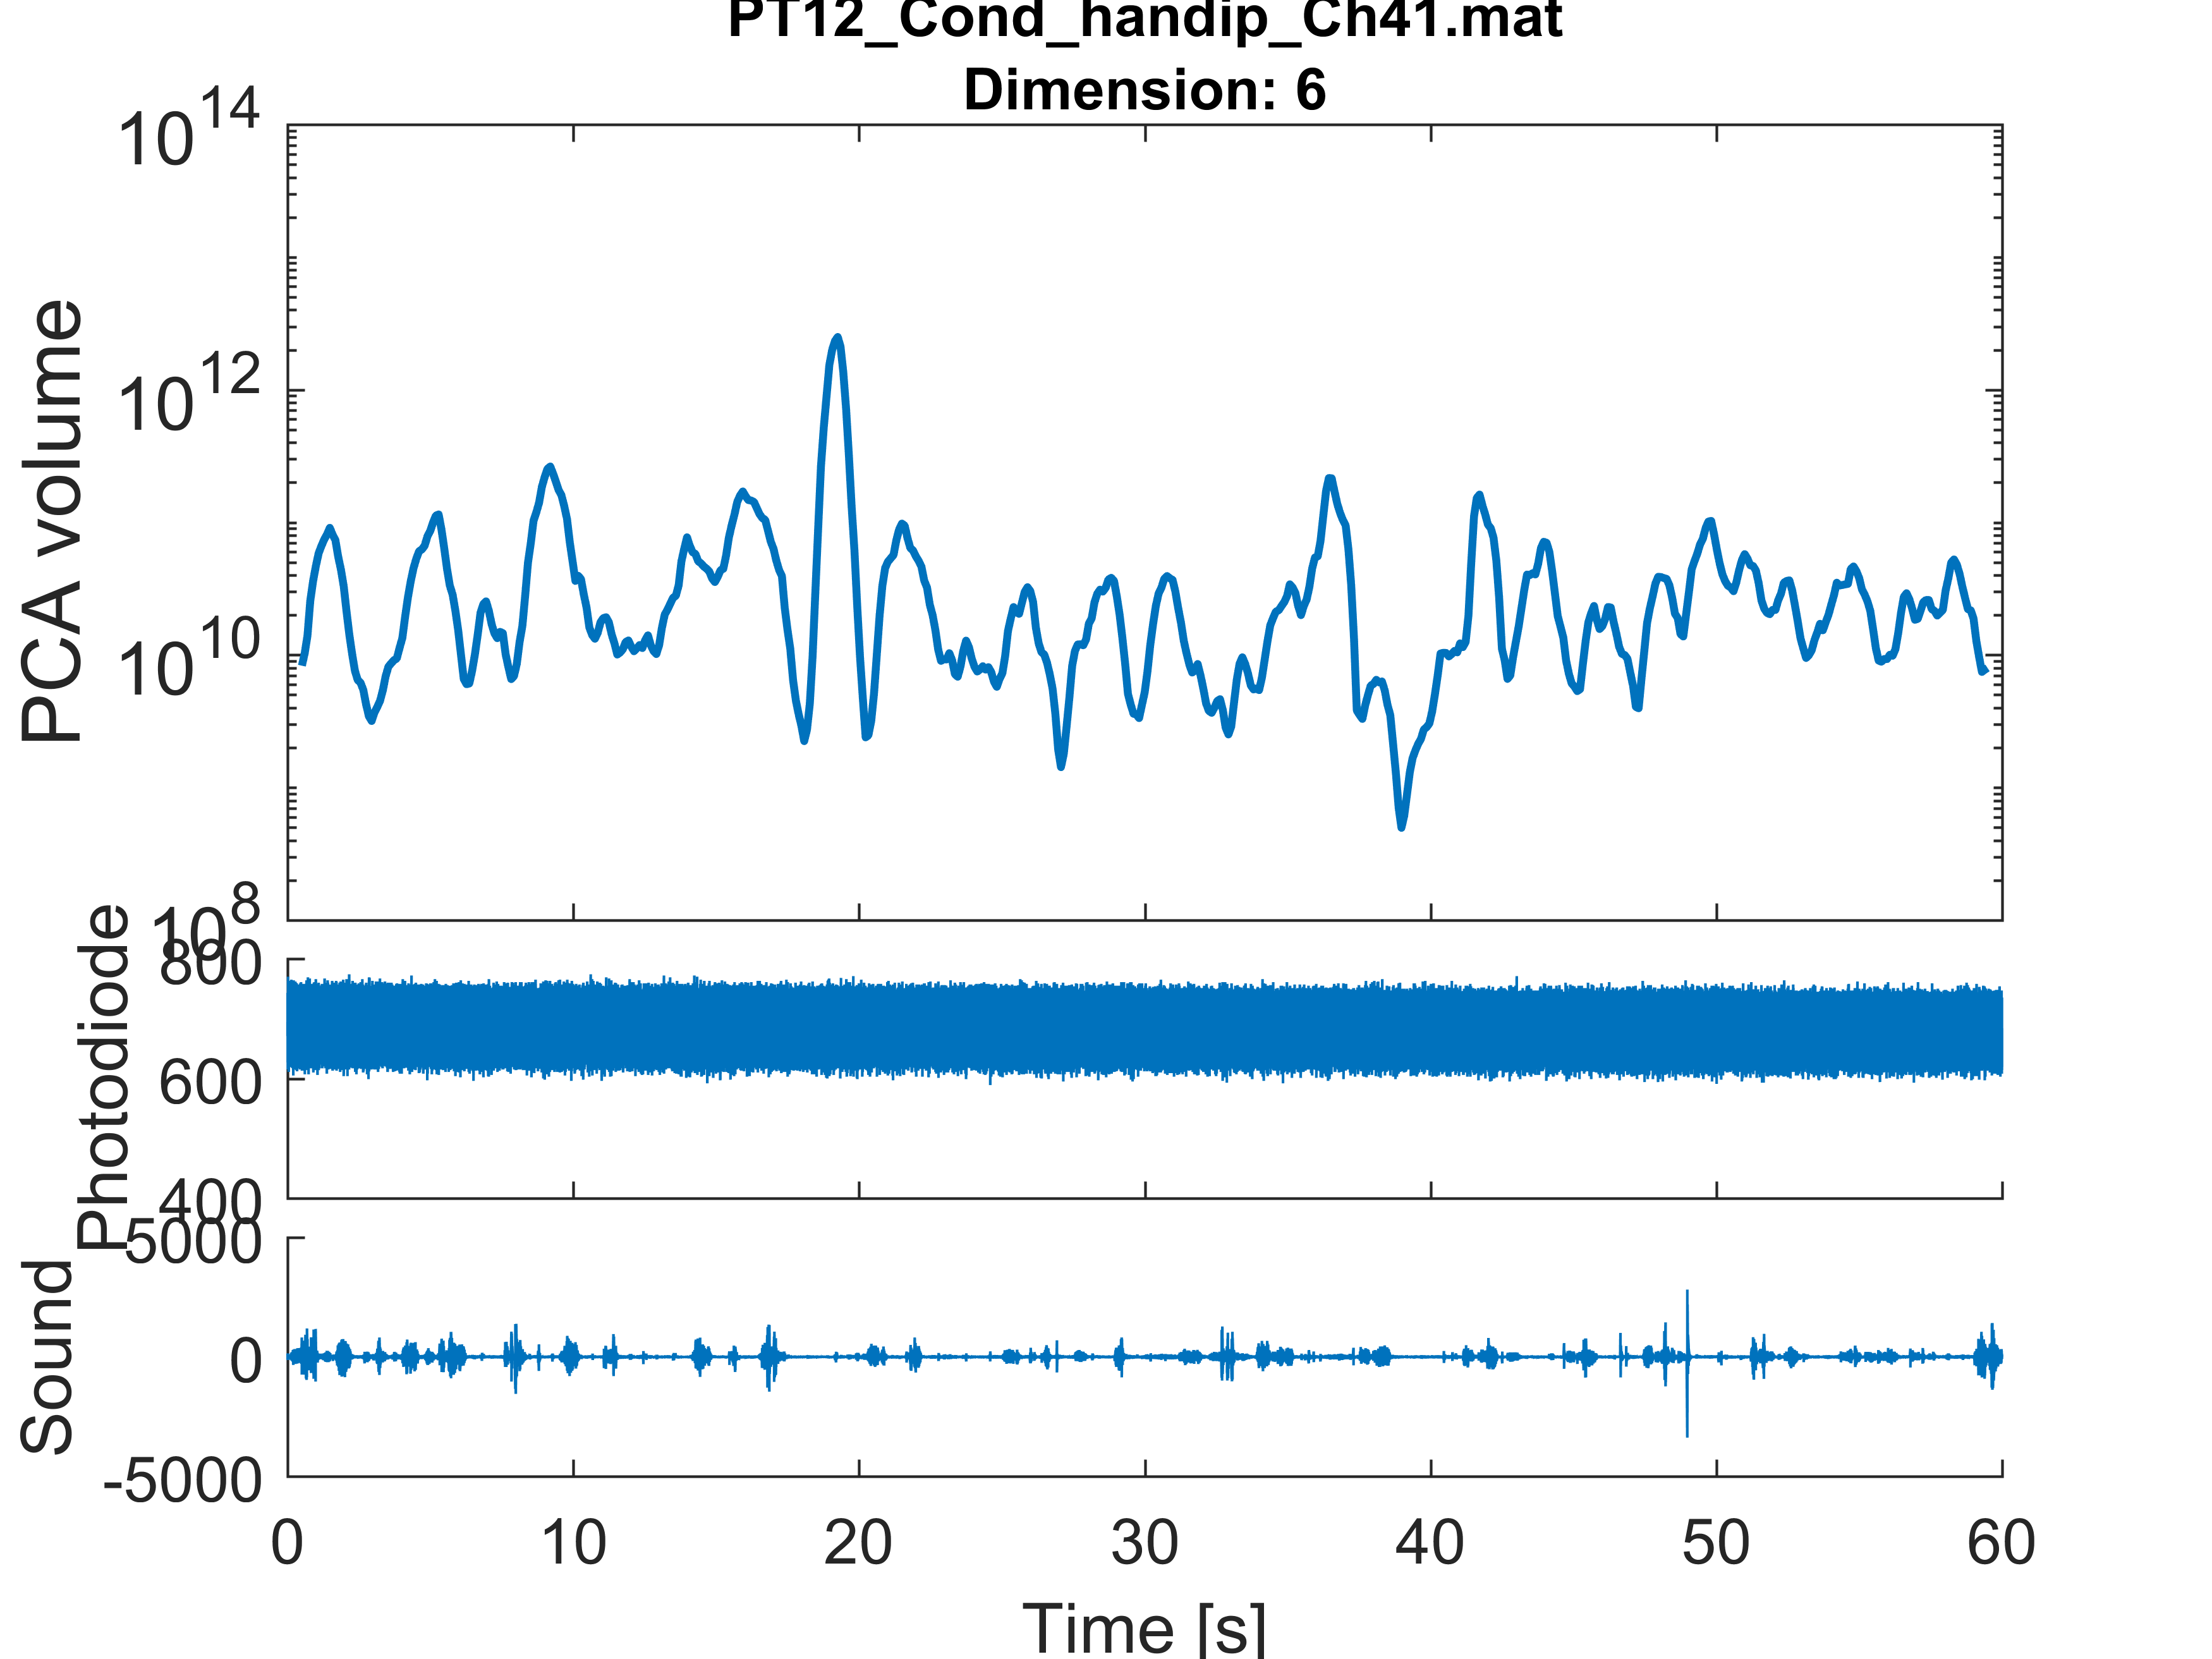 PT12_Cond_handip_Ch41.mat
Dimension: 6
PCA volume
10^14
10^12
10^10
10^8
Photodiode
800
600
400
Sound
5000
0
-5000
0 10 20 30 40 50 60
Time [s]